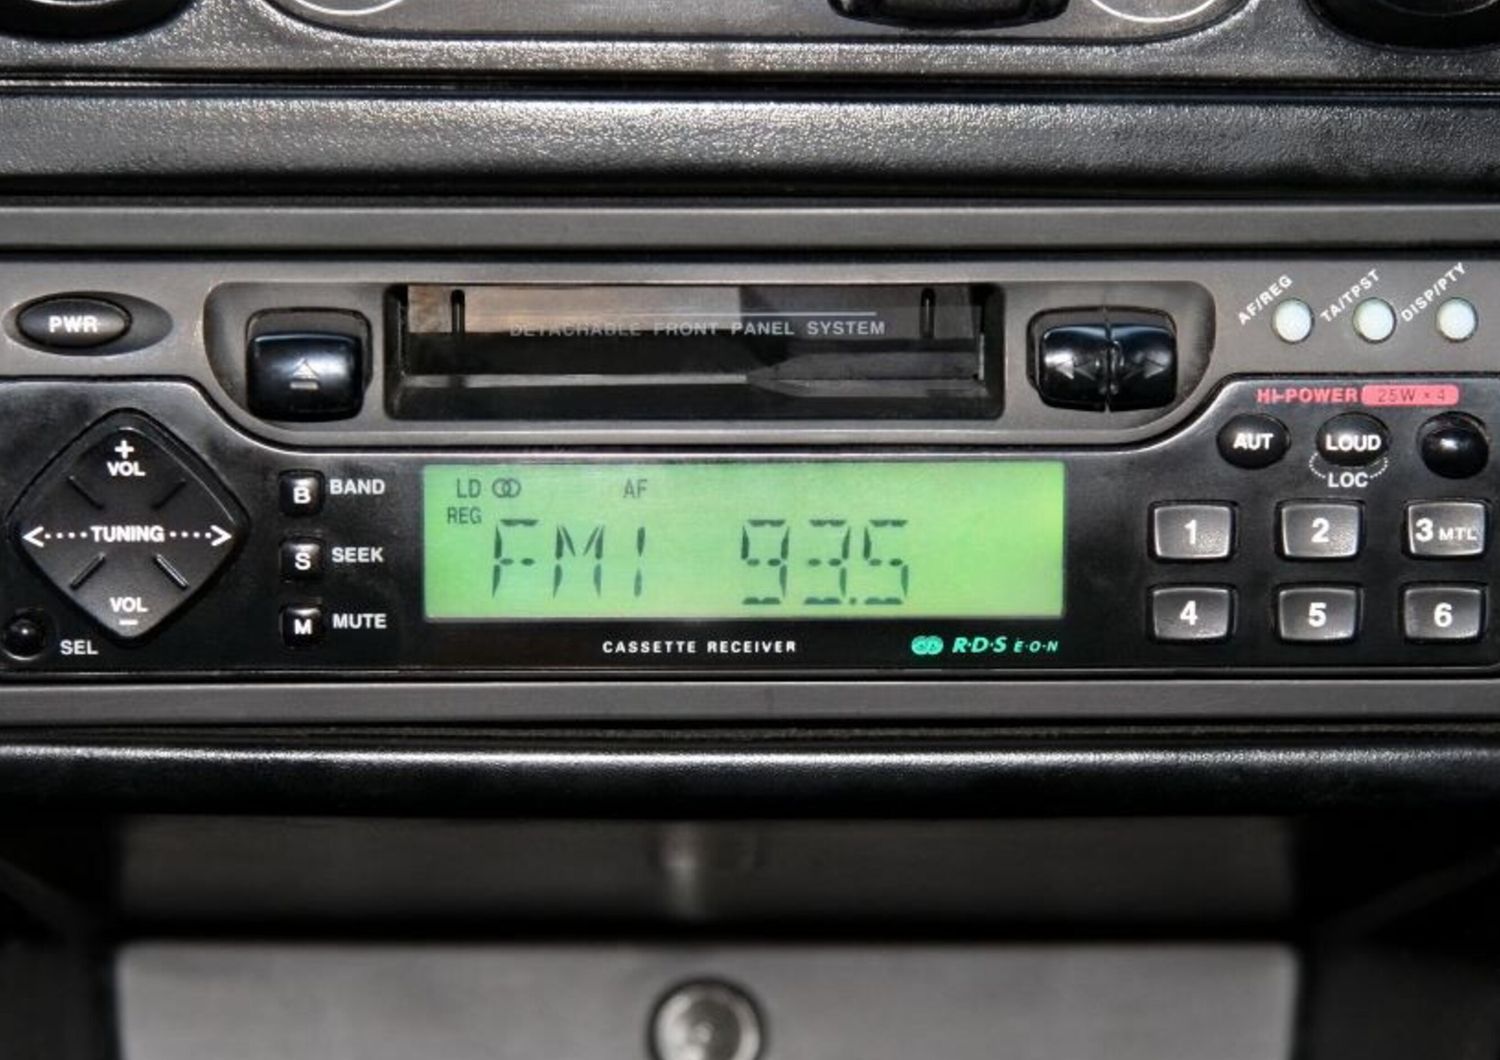 AF/REG
TA/TPST
DISP/PTY
PWR
DETACHABLE FRONT PANEL SYSTEM
HI-POWER 25W × 4
+
VOL
< TUNING >
VOL
−
SEL
B BAND
S SEEK
M MUTE
LD AF
REG
FM1 93.5
CASSETTE RECEIVER
R·D·S E·O·N
AUT
LOUD
LOC
1
2
3 MTL
4
5
6